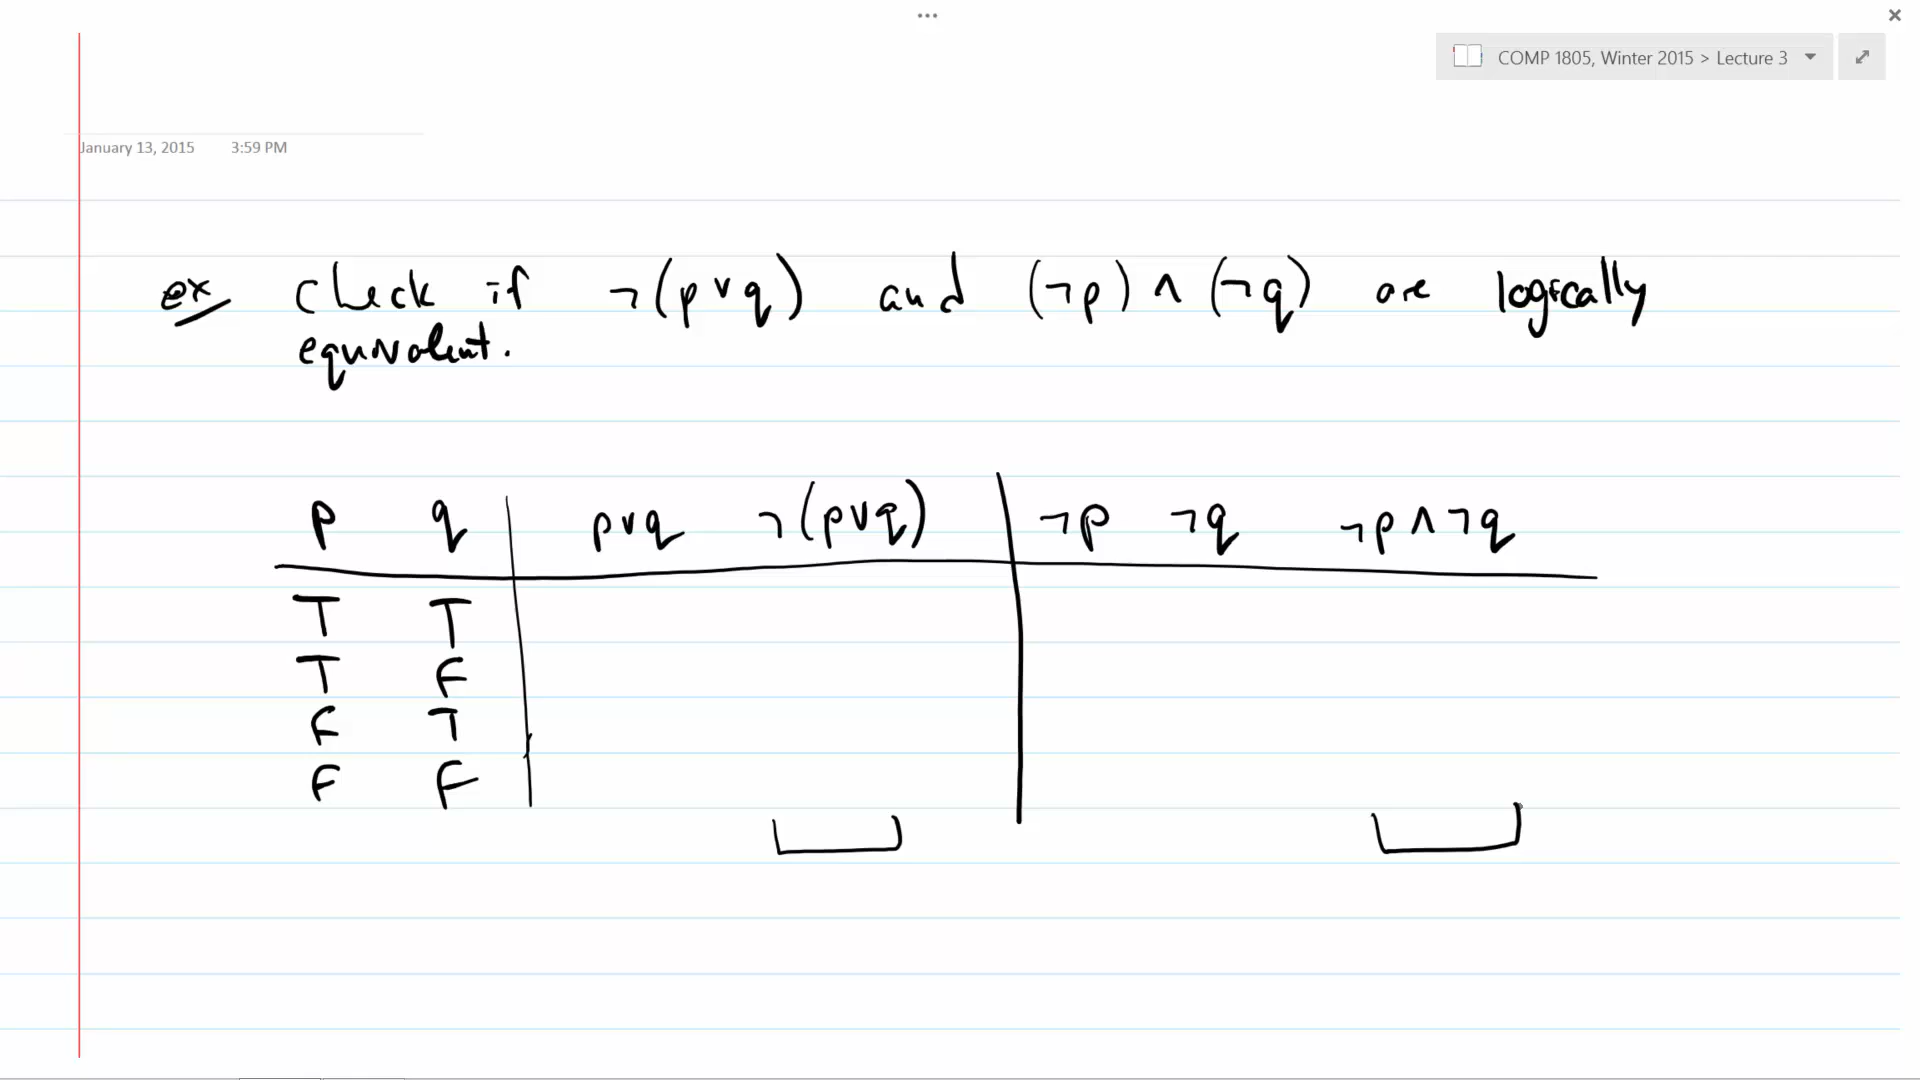 COMP 1805, Winter 2015 > Lecture 3
January 13, 2015 3:59 PM
ex Check if ¬(p∨q) and (¬p) ∧ (¬q) are logically
equivalent.
p q p∨q ¬(p∨q) ¬p ¬q ¬p∧¬q
T T
T F
F T
F F